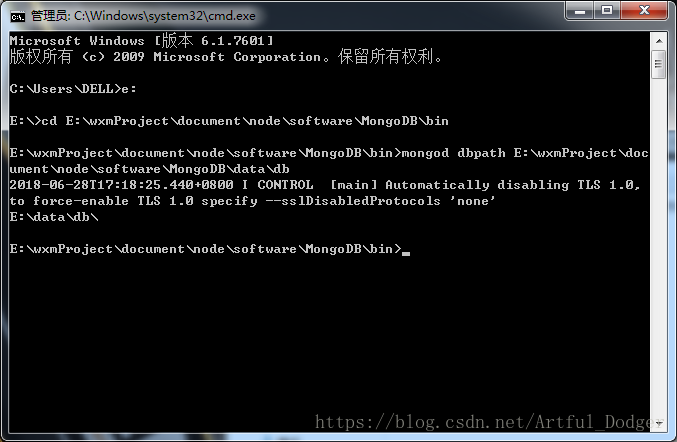 管理员: C:\Windows\system32\cmd.exe
Microsoft Windows [版本 6.1.7601]
版权所有 (c) 2009 Microsoft Corporation。保留所有权利。
C:\Users\DELL>e:
E:\>cd E:\wxmProject\document\node\software\MongoDB\bin
E:\wxmProject\document\node\software\MongoDB\bin>mongod dbpath E:\wxmProject\doc
ument\node\software\MongoDB\data\db
2018-06-28T17:18:25.440+0800 I CONTROL  [main] Automatically disabling TLS 1.0,
to force-enable TLS 1.0 specify --sslDisabledProtocols 'none'
E:\data\db\
E:\wxmProject\document\node\software\MongoDB\bin>
https://blog.csdn.net/Artful_Dodger